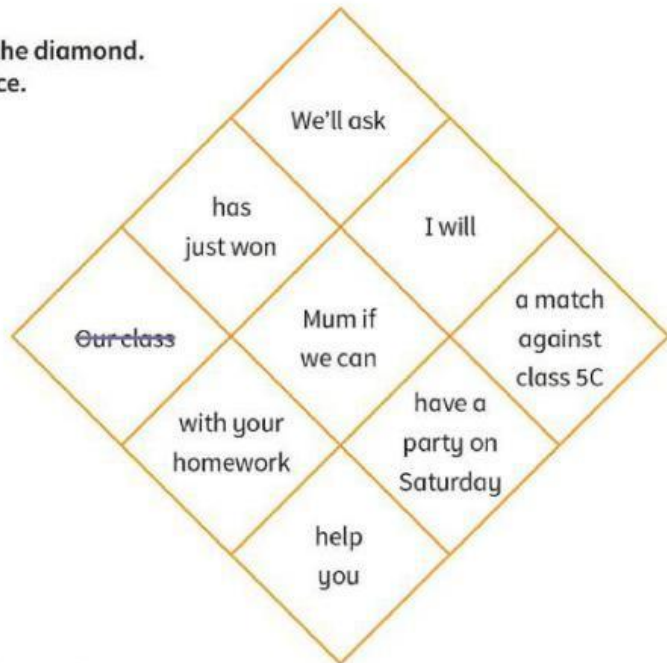 he diamond.
ce.
We'll ask
has
just won
I will
Our class
Mum if
we can
a match
against
class 5C
with your
homework
have a
party on
Saturday
help
you